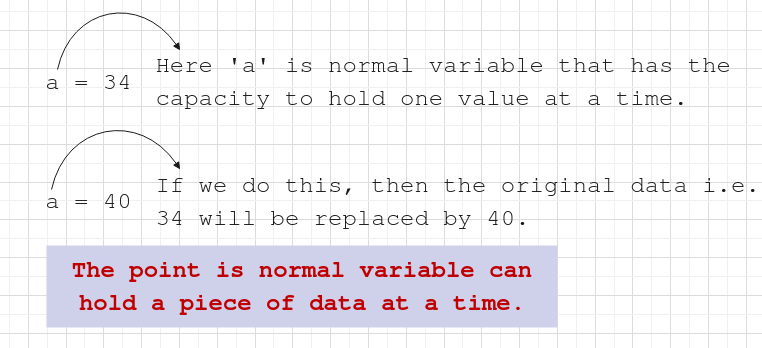 a = 34
Here 'a' is normal variable that has the
capacity to hold one value at a time.
a = 40
If we do this, then the original data i.e.
34 will be replaced by 40.
The point is normal variable can
hold a piece of data at a time.